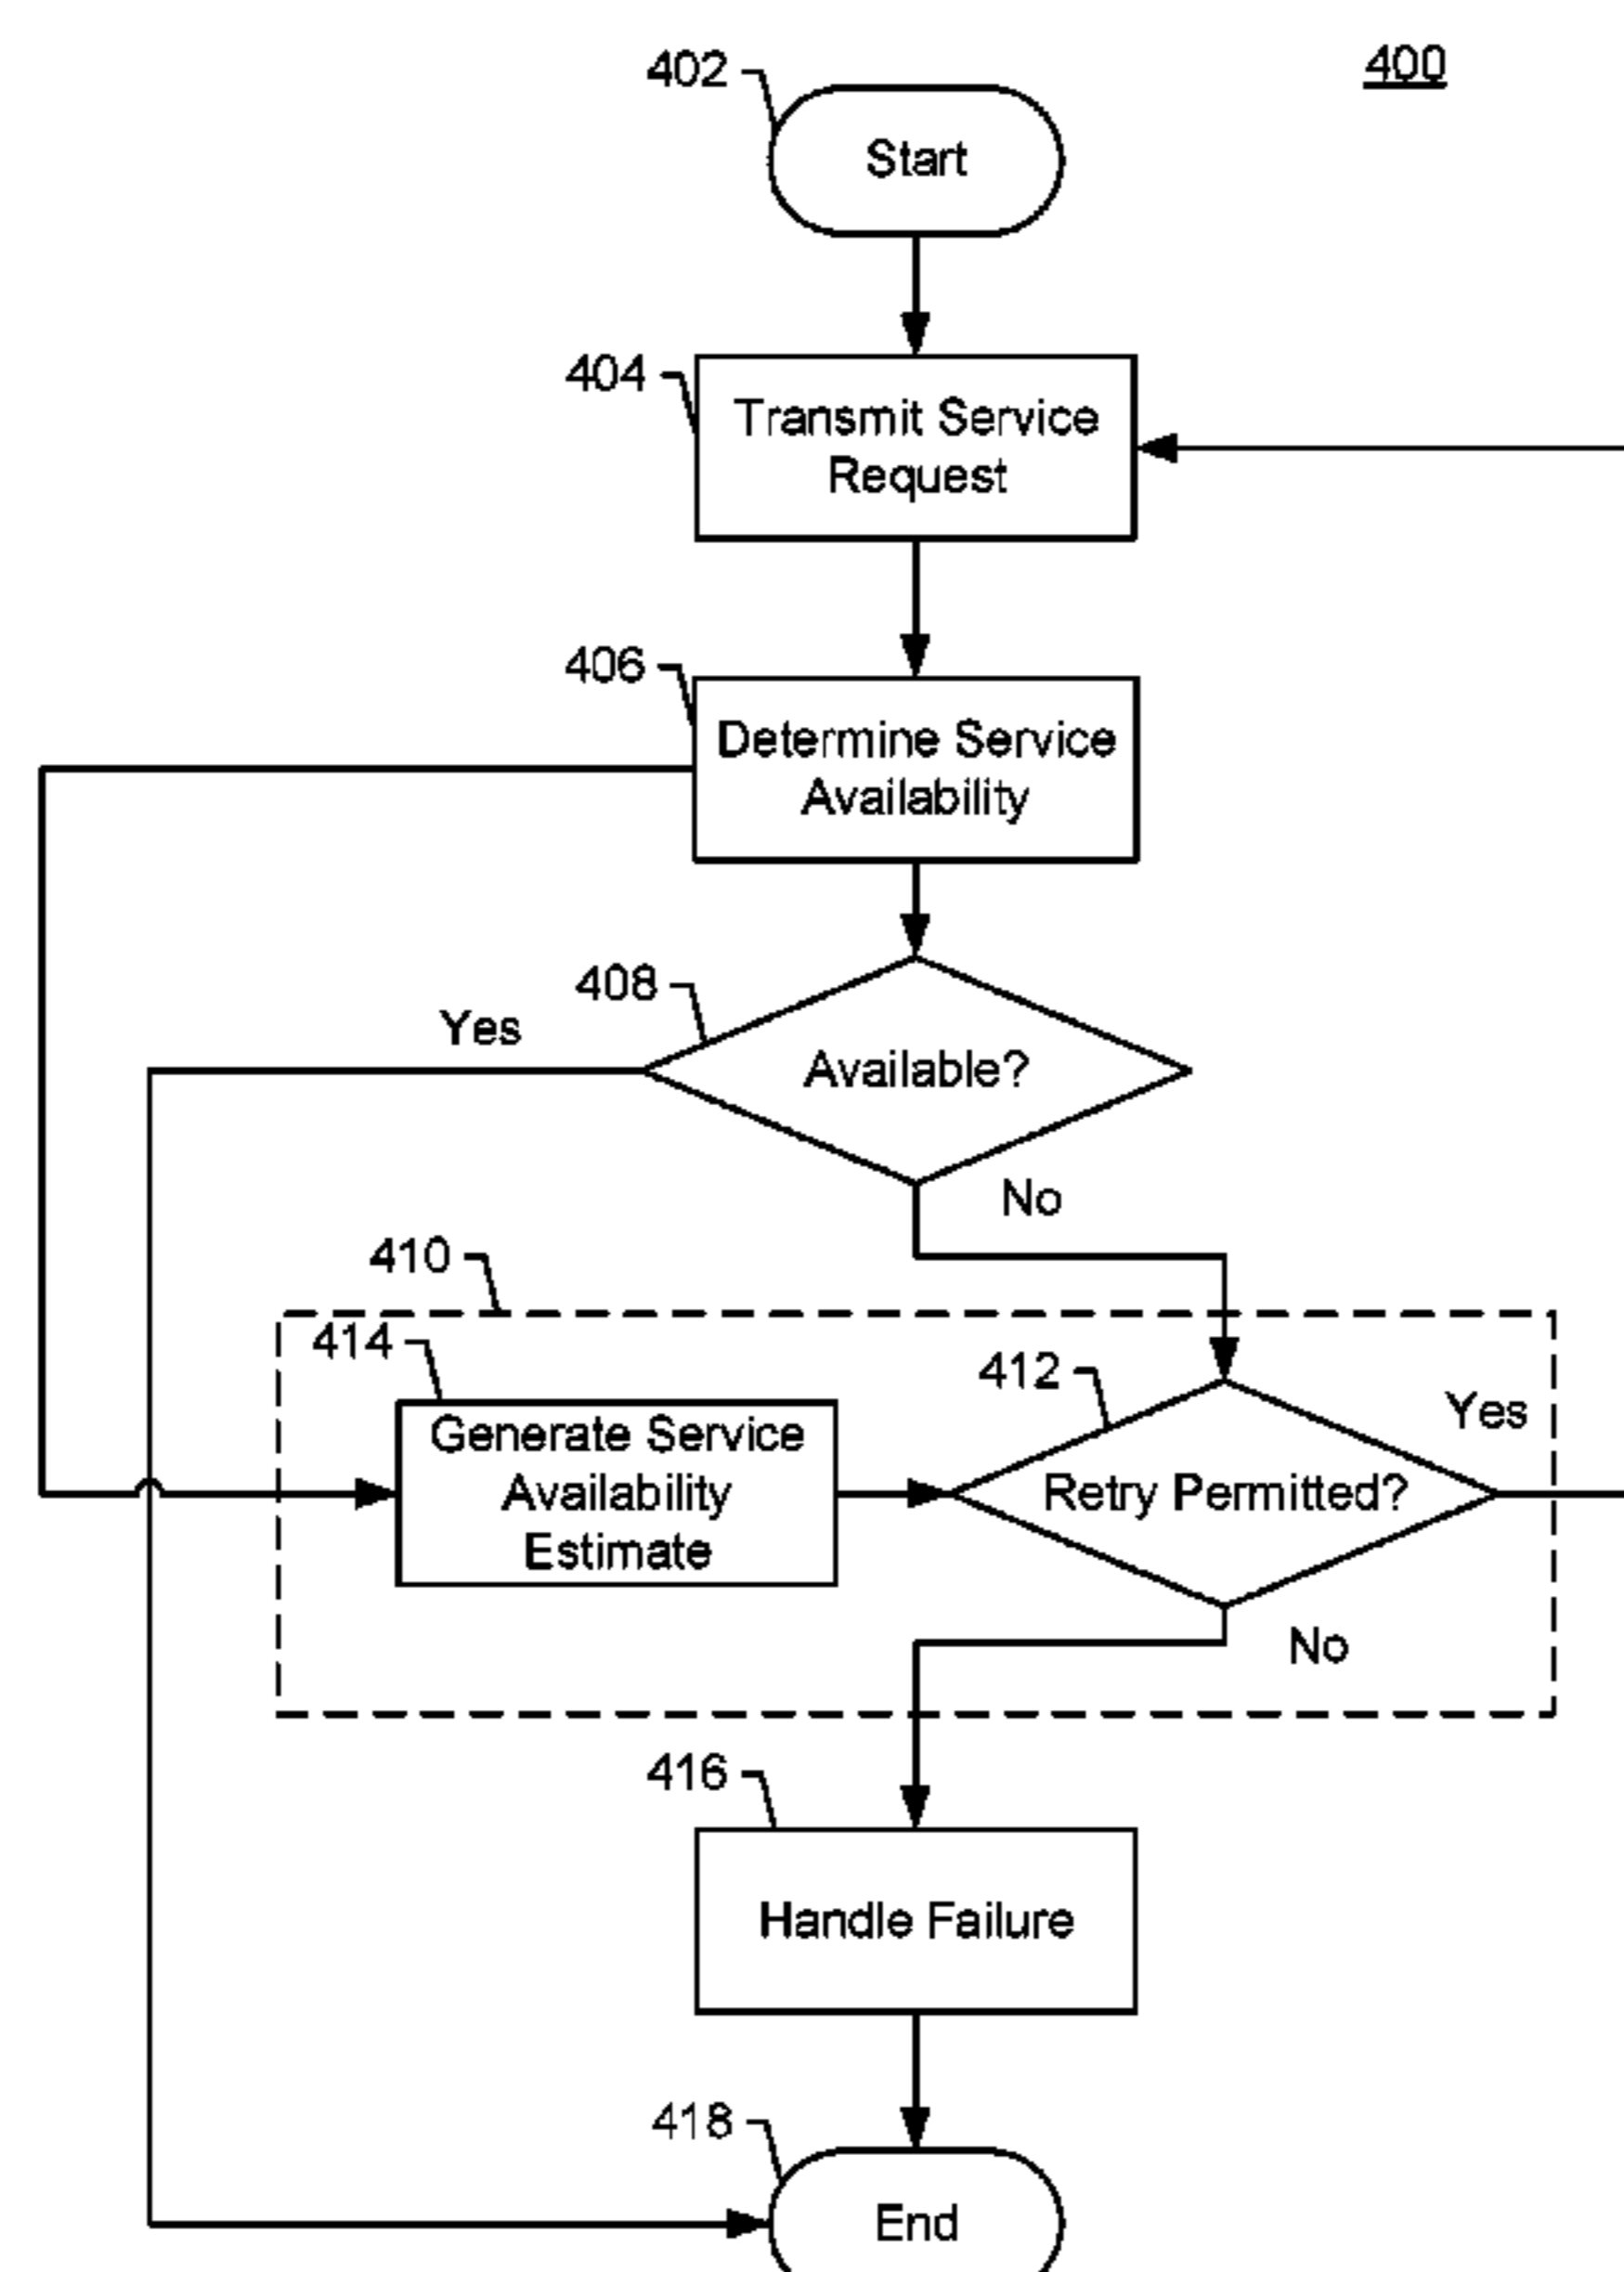 400
402
Start
404
Transmit Service
Request
406
Determine Service
Availability
408
Yes
Available?
No
410
414
412
Yes
Generate Service
Availability
Estimate
Retry Permitted?
No
416
Handle Failure
418
End